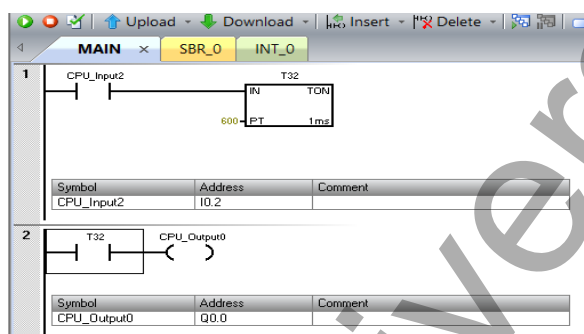 Upload Download Insert Delete
MAIN × SBR_0 INT_0
1
CPU_Input2 T32
IN TON
600 PT 1ms
Symbol Address Comment
CPU_Input2 I0.2
2
T32 CPU_Output0
Symbol Address Comment
CPU_Output0 Q0.0